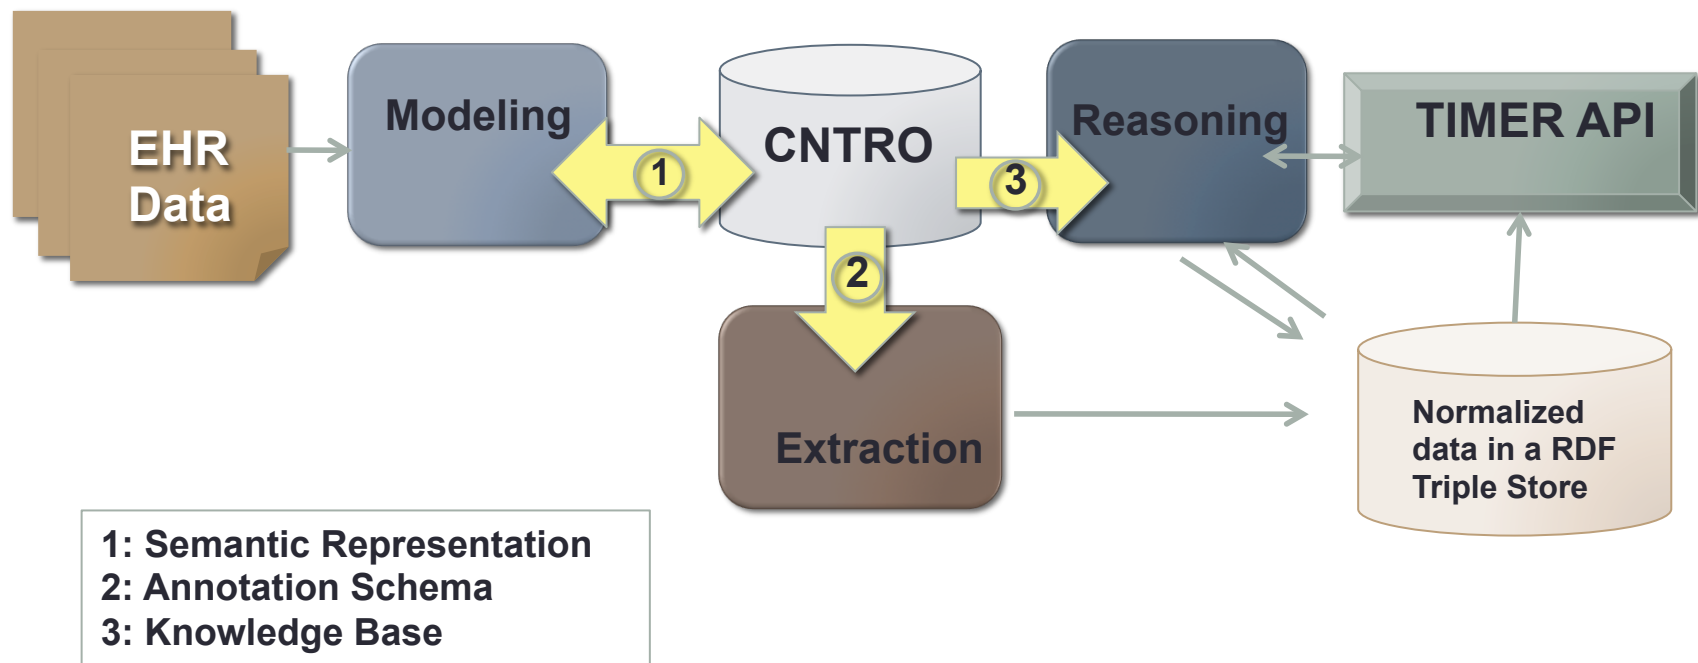 EHR
Data
Modeling
1
CNTRO
3
Reasoning
TIMER API
2
Extraction
Normalized
data in a RDF
Triple Store
1: Semantic Representation
2: Annotation Schema
3: Knowledge Base